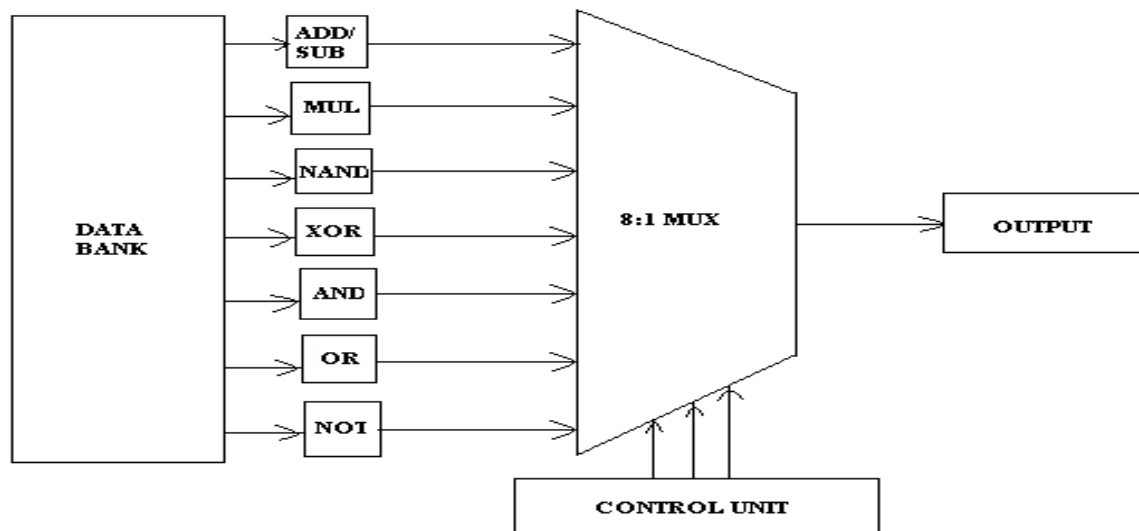 ADD/
SUB
MUL
NAND
XOR
AND
OR
NOT
DATA
BANK
8:1 MUX
OUTPUT
CONTROL UNIT